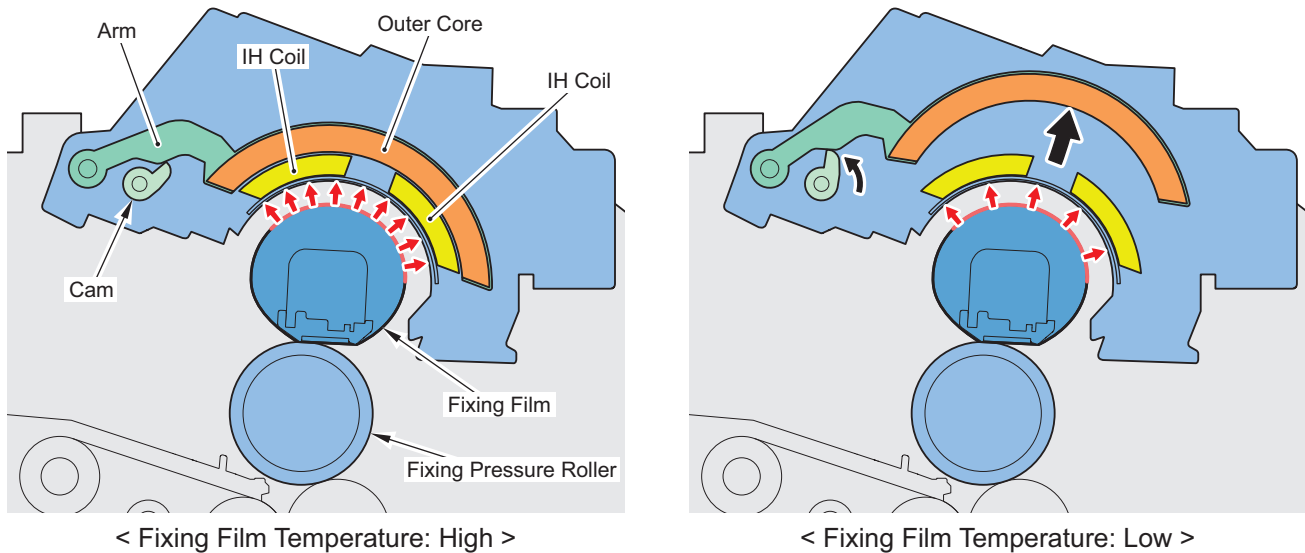 Arm
Outer Core
IH Coil
IH Coil
Cam
Fixing Film
Fixing Pressure Roller
< Fixing Film Temperature: High >
< Fixing Film Temperature: Low >